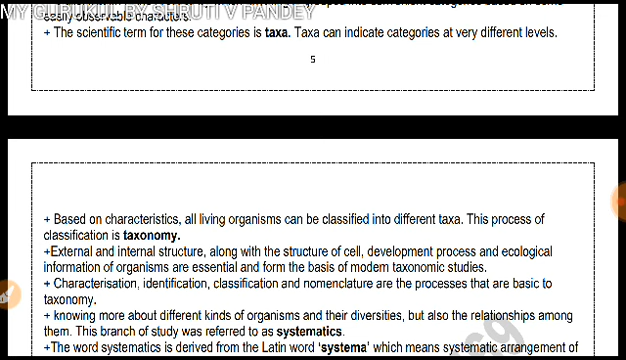 MY GURUKUL BY SHRUTI V PANDEY
easily observable characters.
+ The scientific term for these categories is taxa. Taxa can indicate categories at very different levels.
5
+ Based on characteristics, all living organisms can be classified into different taxa. This process of
classification is taxonomy.
+External and internal structure, along with the structure of cell, development process and ecological
information of organisms are essential and form the basis of modern taxonomic studies.
+ Characterisation, identification, classification and nomenclature are the processes that are basic to
taxonomy.
+ knowing more about different kinds of organisms and their diversities, but also the relationships among
them. This branch of study was referred to as systematics.
+The word systematics is derived from the Latin word 'systema' which means systematic arrangement of